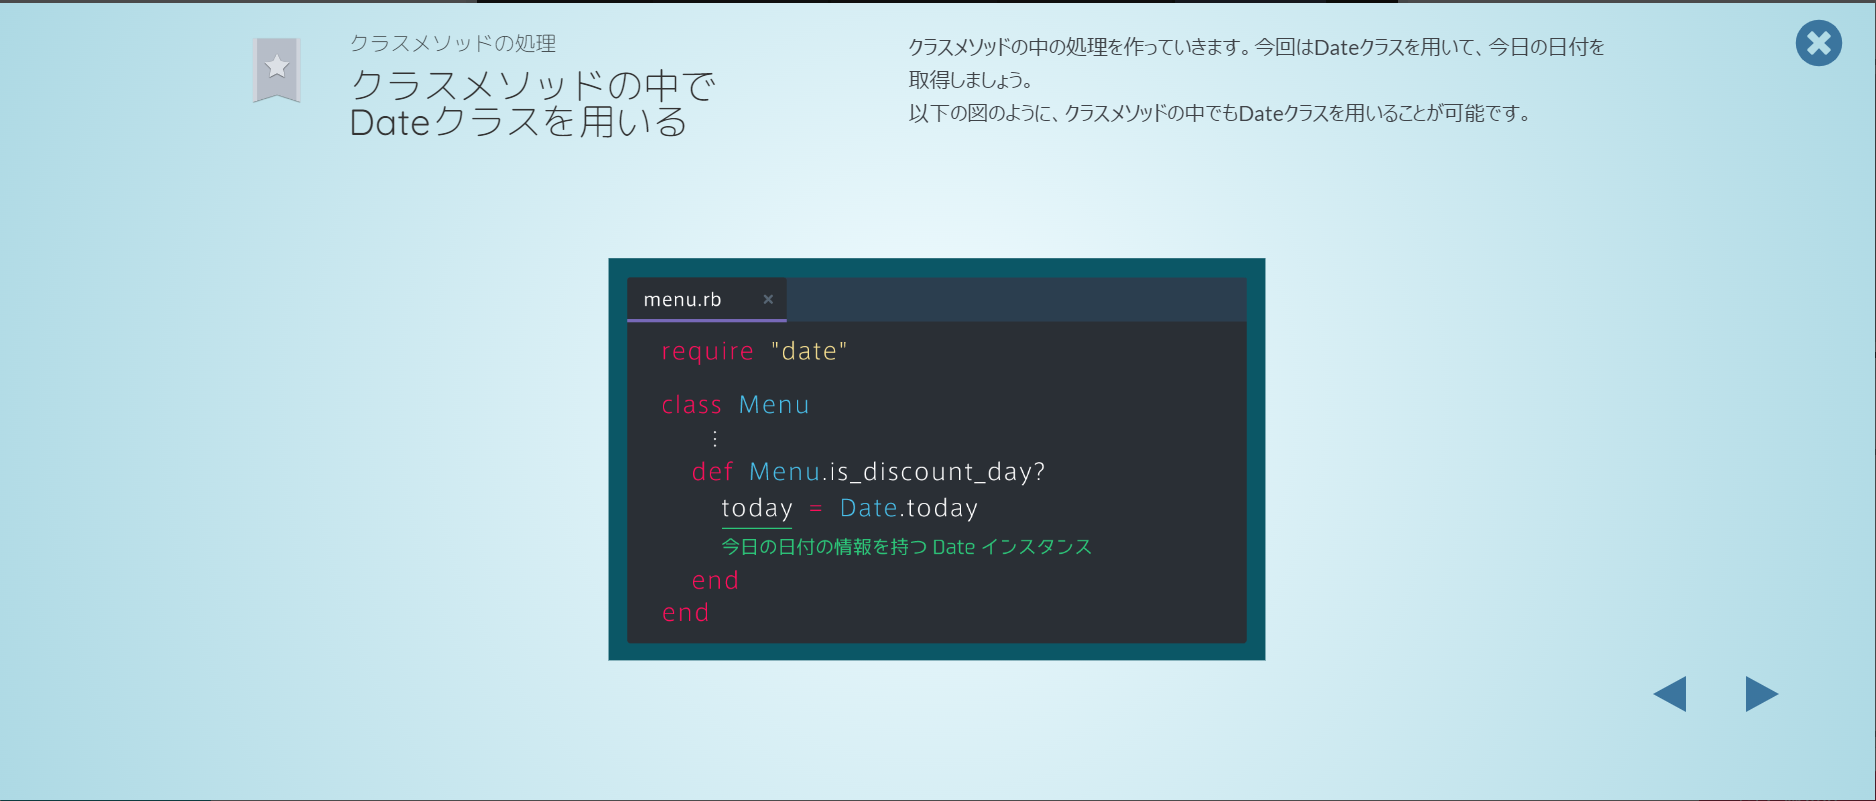 クラスメソッドの処理
クラスメソッドの中で
Dateクラスを用いる
クラスメソッドの中の処理を作っていきます。今回はDateクラスを用いて、今日の日付を
取得しましょう。
以下の図のように、クラスメソッドの中でもDateクラスを用いることが可能です。
menu.rb ×
require "date"
class Menu
⋮
def Menu.is_discount_day?
today = Date.today
今日の日付の情報を持つ Date インスタンス
end
end